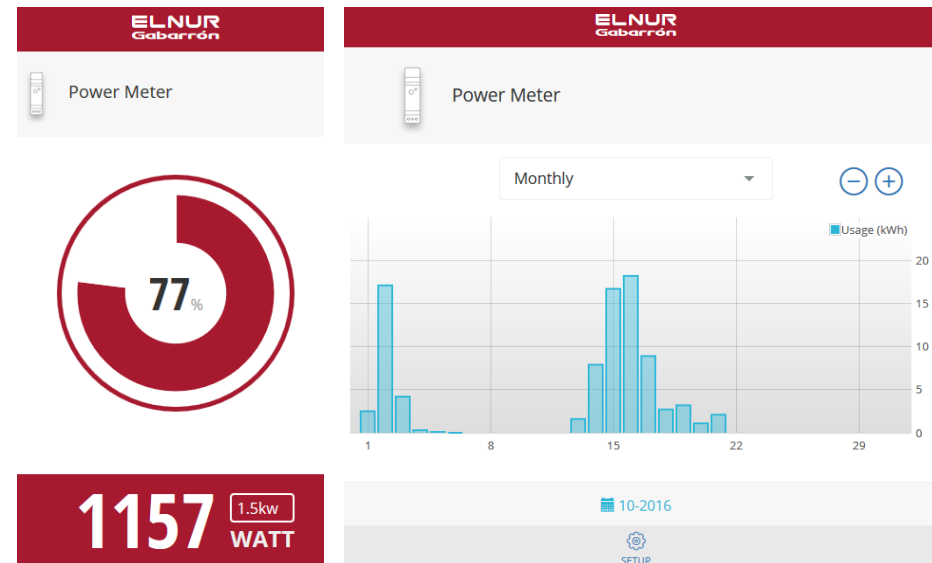 ELNUR
Gabarrón
Power Meter
77%
1157
1.5kw
WATT
ELNUR
Gabarrón
Power Meter
Monthly
Usage (kWh)
20
15
10
5
0
1 8 15 22 29
10-2016
SETUP